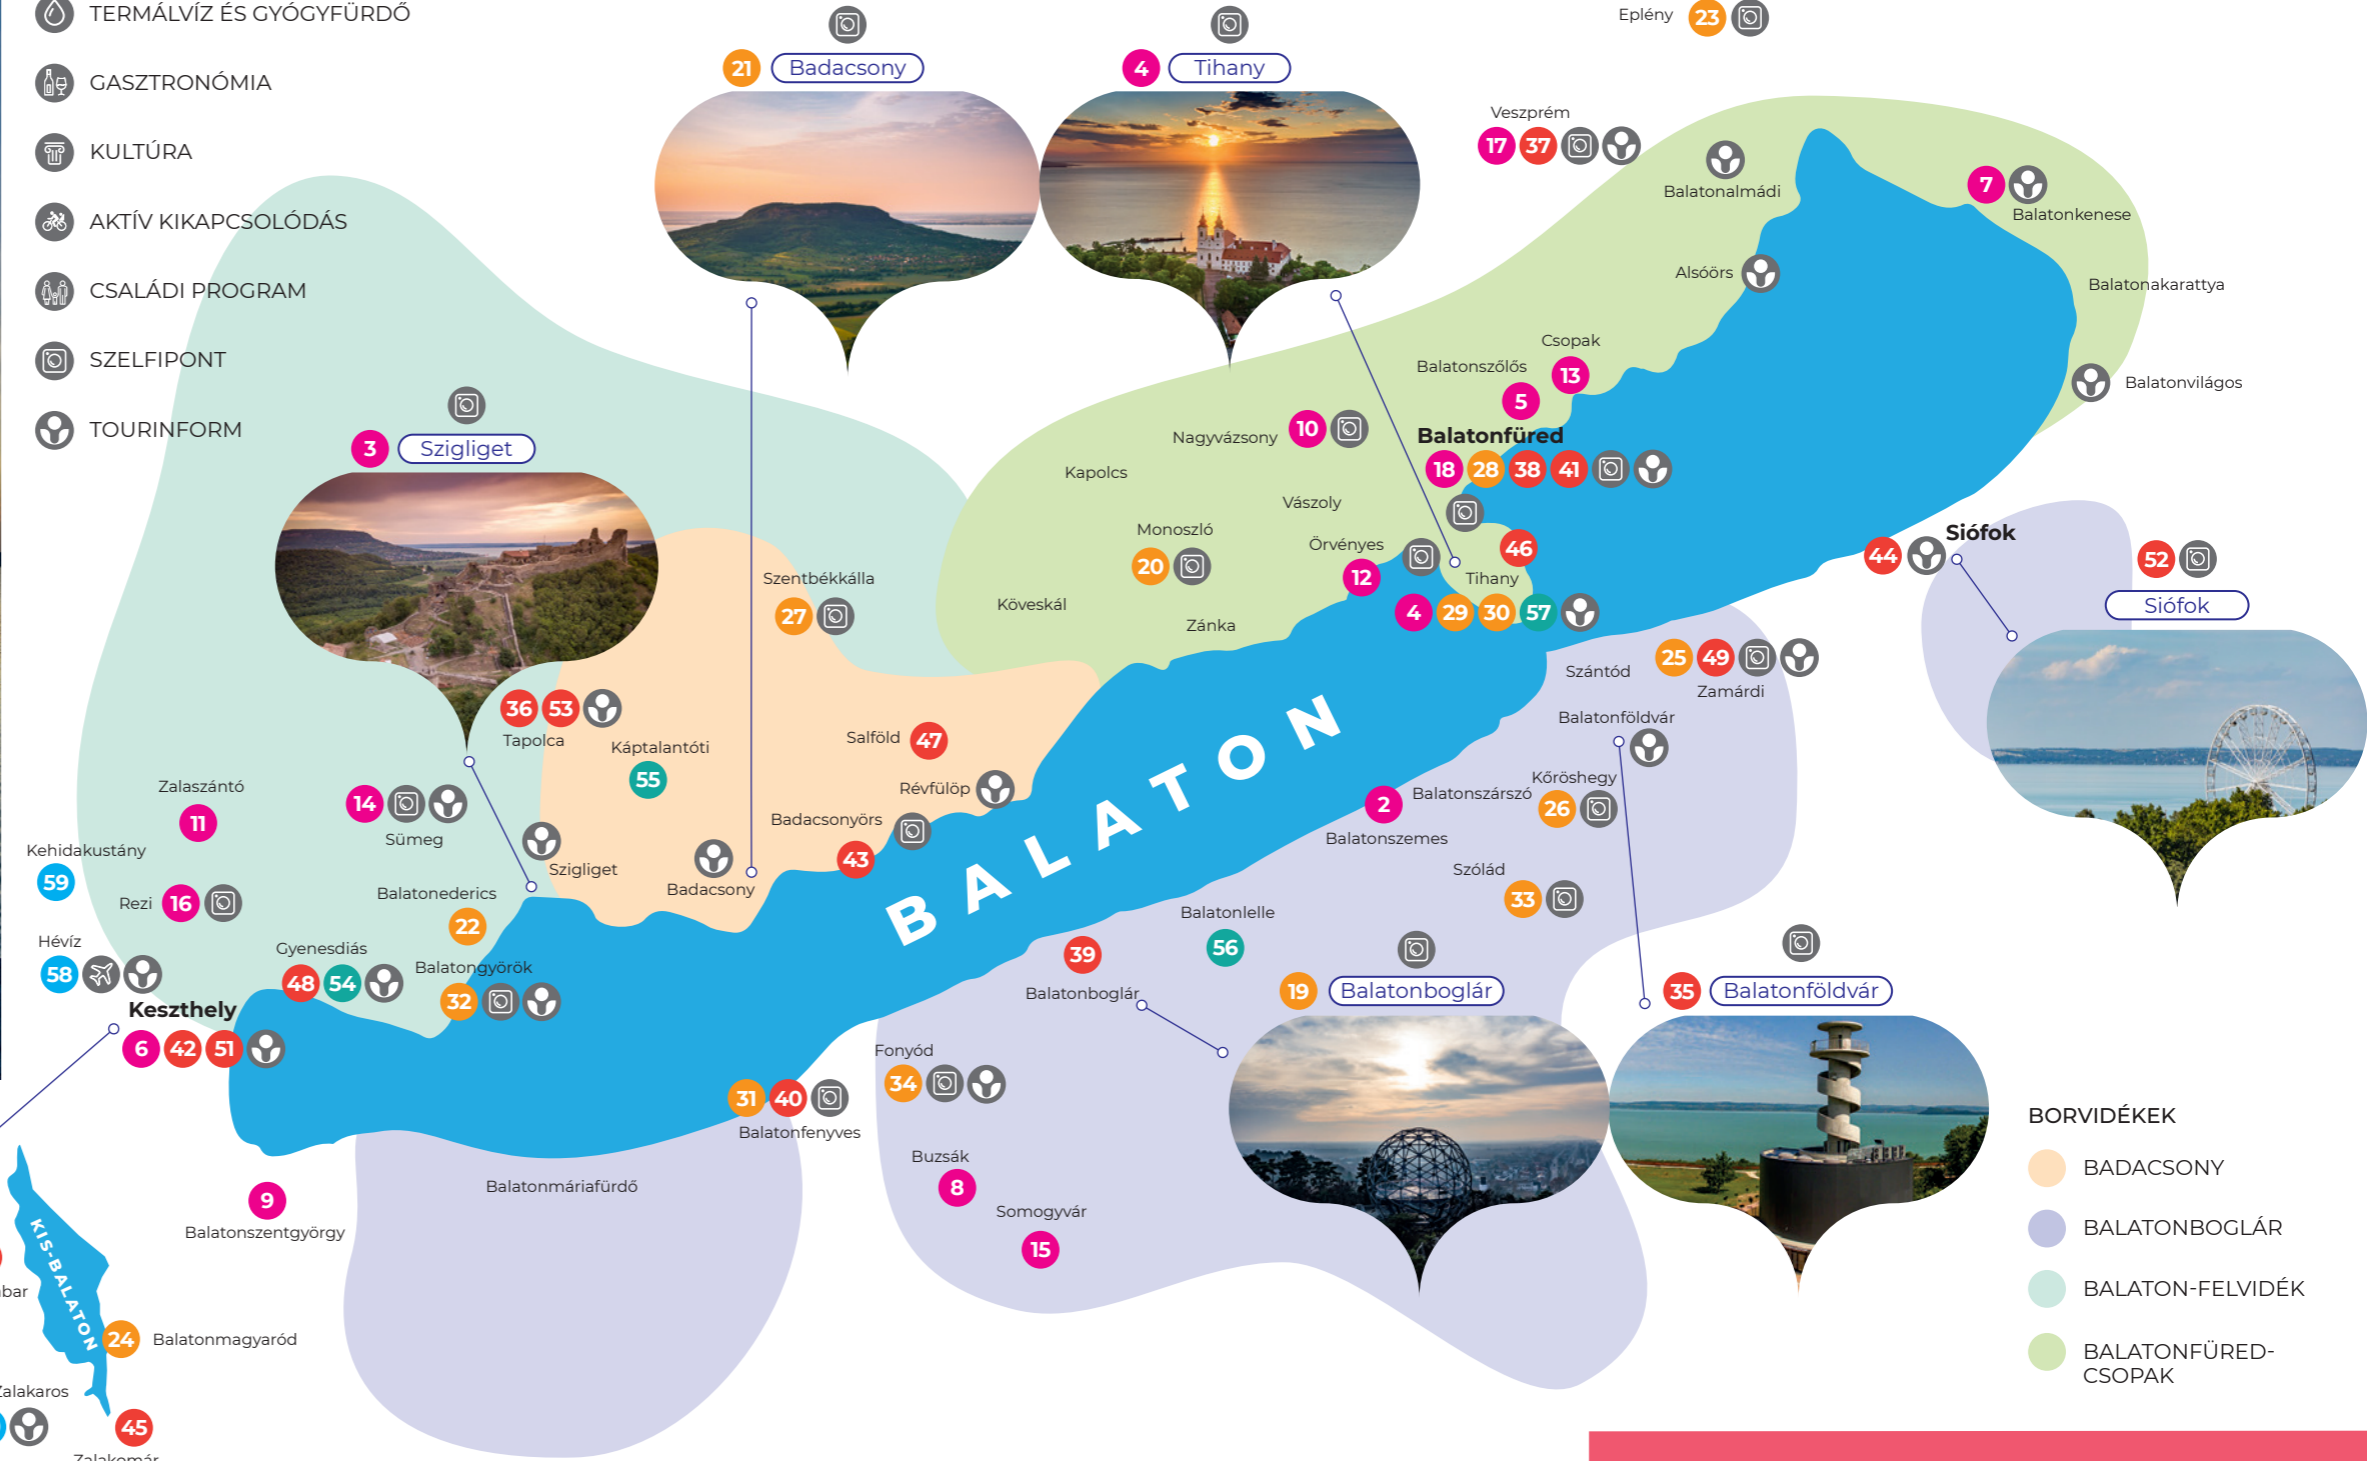 TERMÁLVÍZ ÉS GYÓGYFÜRDŐ
GASZTRONÓMIA
KULTÚRA
AKTÍV KIKAPCSOLÓDÁS
CSALÁDI PROGRAM
SZELFIPONT
TOURINFORM
21 Badacsony
4 Tihany
Eplény 23
Veszprém
17 37
Balatonalmádi
7
Balatonkenese
Alsóörs
Balatonakarattya
Balatonvilágos
Csopak
13
Balatonszőlős
5
Balatonfüred
18 28 38 41
Nagyvázsony 10
Kapolcs
Vászoly
Monoszló
20
Örvényes
12
46
Tihany
4 29 30 57
Köveskál
Zánka
3 Szigliget
Szentbékkálla
27
44 Siófok
52
Siófok
Szántód
25 49
Zamárdi
36 53
Tapolca
Káptalantóti
55
Salföld 47
Révfülöp
Badacsonyörs
43
Badacsony
Szigliget
Zalaszántó
11
14
Sümeg
Kehidakustány
59
Rezi 16
Balatonederics
22
Hévíz
58
Gyenesdiás
48 54
Balatongyörök
32
Keszthely
6 42 51
BALATON
Balatonföldvár
Kőröshegy
26
Balatonszárszó
2
Balatonszemes
Szólád
33
Balatonlelle
56
39
Balatonboglár
19 Balatonboglár
35 Balatonföldvár
Fonyód
34
31 40
Balatonfenyves
Buzsák
8
Somogyvár
15
Balatonmáriafürdő
9
Balatonszentgyörgy
KIS-BALATON
24 Balatonmagyaród
45
BORVIDÉKEK
BADACSONY
BALATONBOGLÁR
BALATON-FELVIDÉK
BALATONFÜRED-
CSOPAK